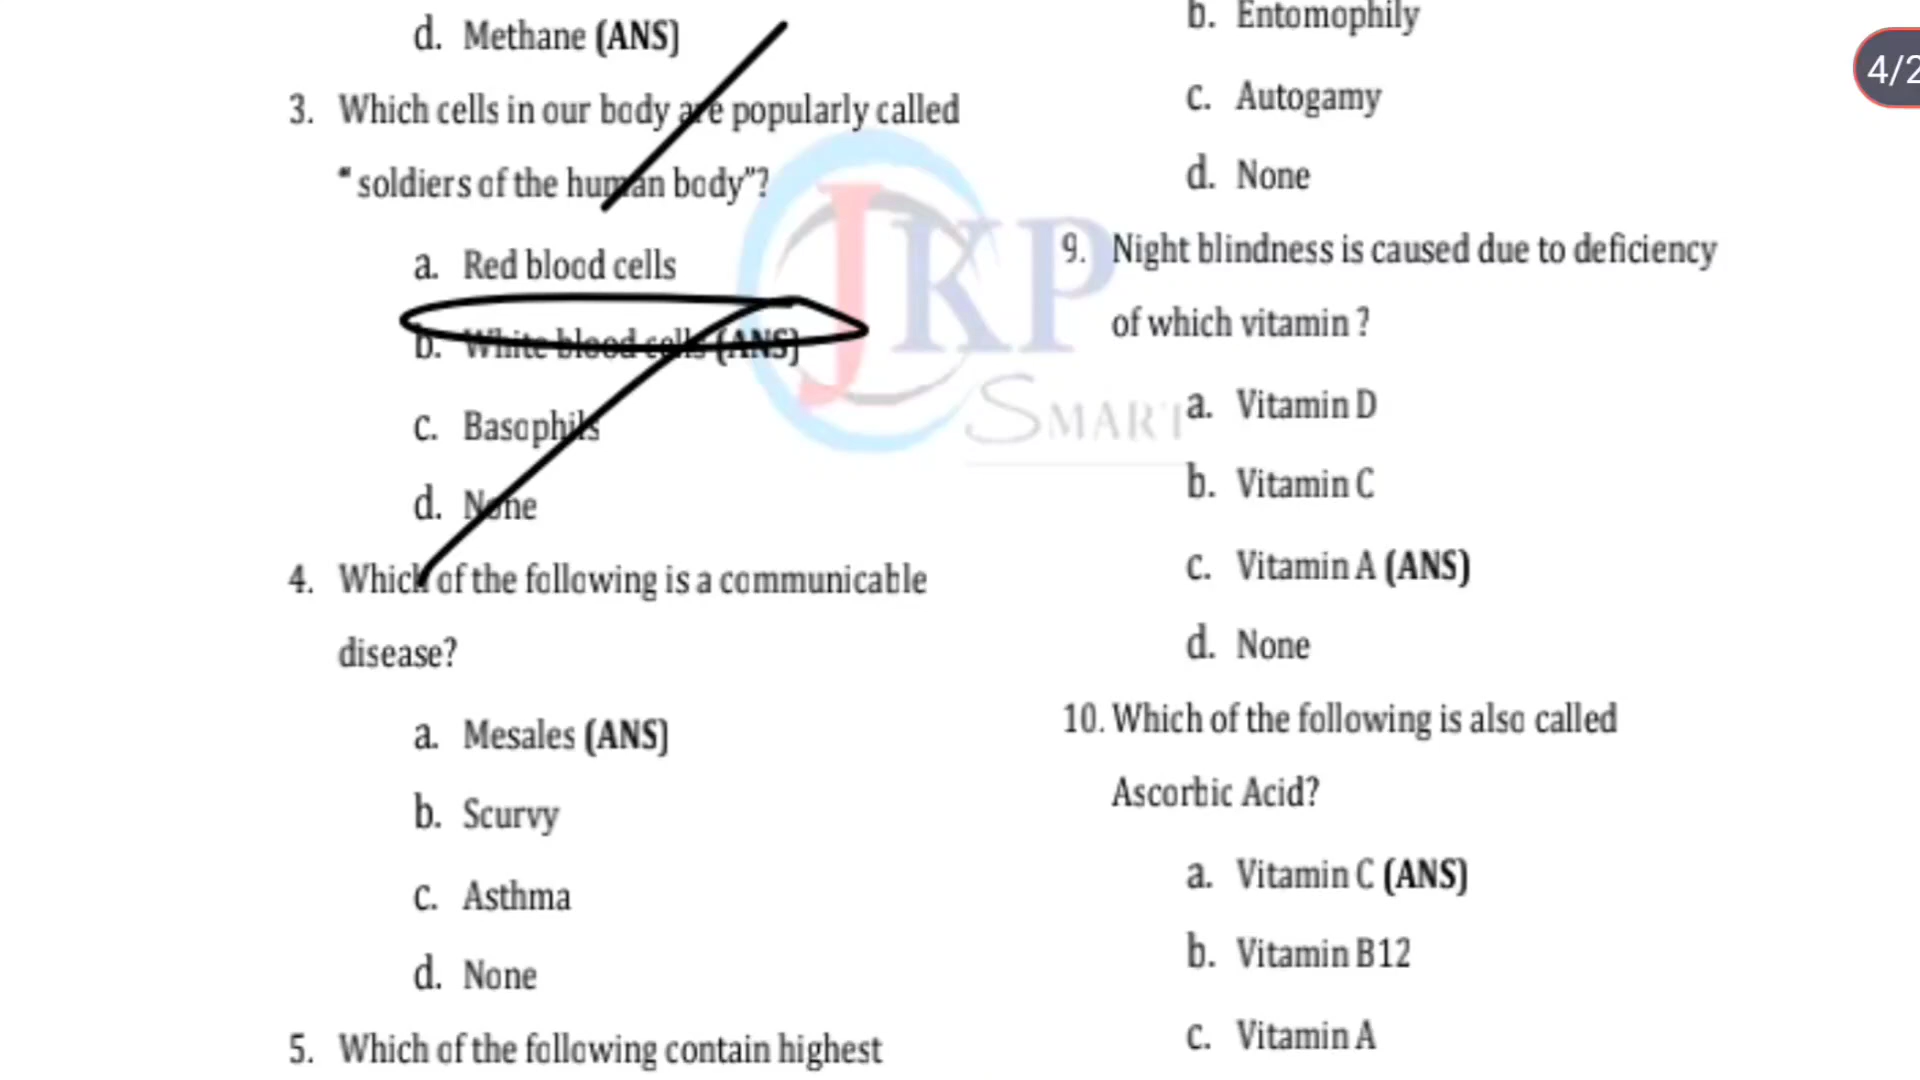 d. Methane (ANS)
3. Which cells in our body are popularly called
“ soldiers of the human body”?
a. Red blood cells
b. White blood cells (ANS)
c. Basophils
d. None
4. Which of the following is a communicable
disease?
a. Mesales (ANS)
b. Scurvy
c. Asthma
d. None
5. Which of the following contain highest
b. Entomophily
c. Autogamy
d. None
9. Night blindness is caused due to deficiency
of which vitamin ?
a. Vitamin D
b. Vitamin C
c. Vitamin A (ANS)
d. None
10. Which of the following is also called
Ascorbic Acid?
a. Vitamin C (ANS)
b. Vitamin B12
c. Vitamin A
JKP
SMART
4/2